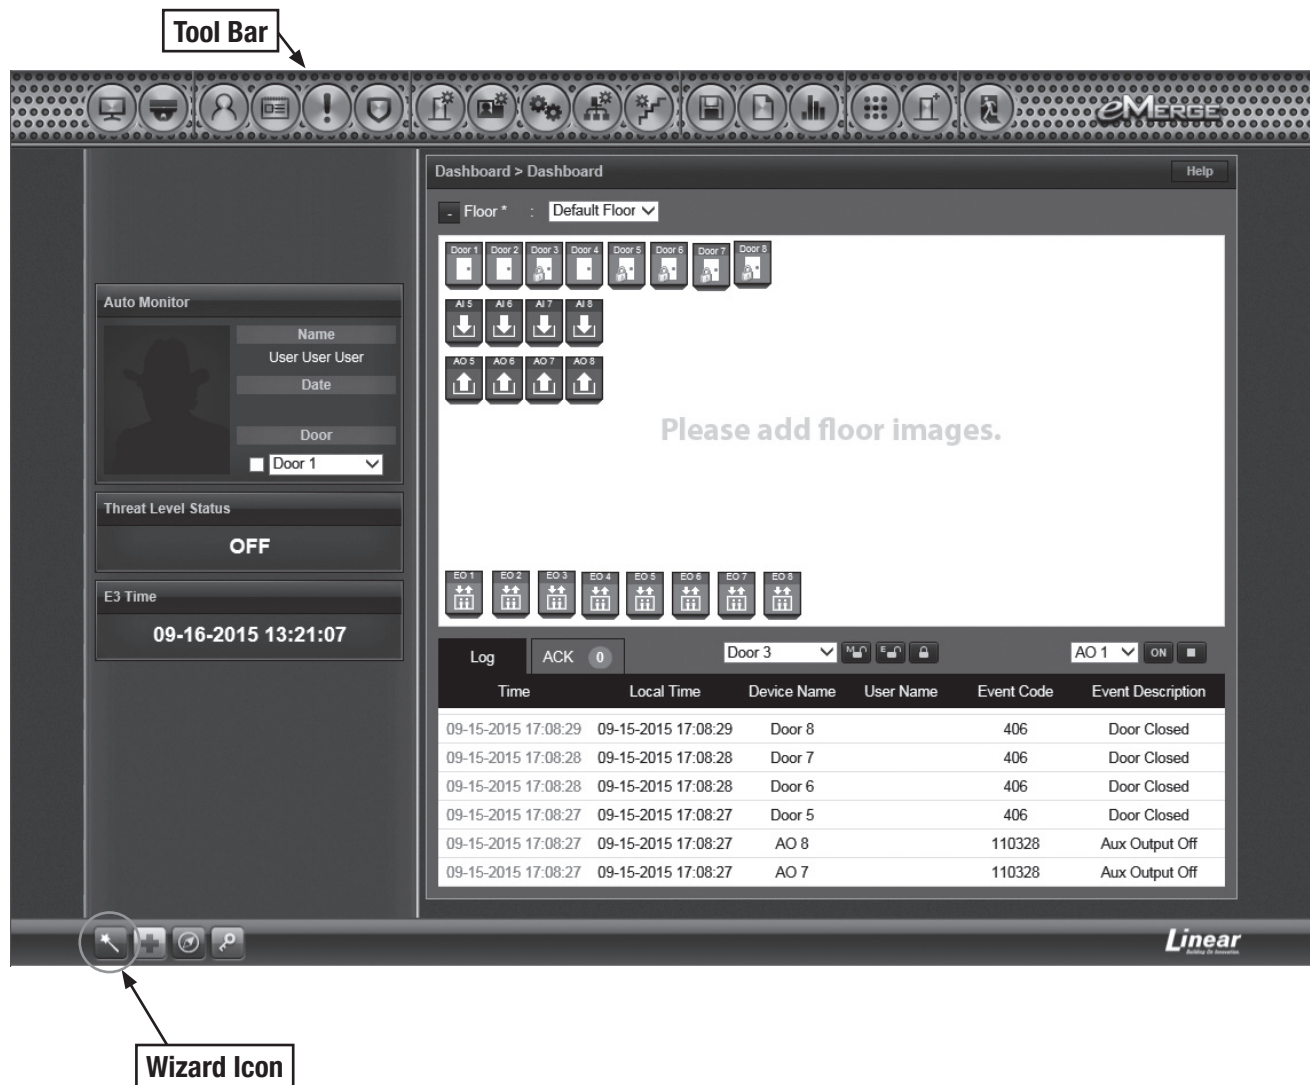 Tool Bar
eMerge
Dashboard > Dashboard
Help
- Floor * : Default Floor
Door 1 Door 2 Door 3 Door 4 Door 5 Door 6 Door 7 Door 8
AI 5 AI 6 AI 7 AI 8
AO 5 AO 6 AO 7 AO 8
Please add floor images.
EO 1 EO 2 EO 3 EO 4 EO 5 EO 6 EO 7 EO 8
Auto Monitor
Name
User User User
Date
Door
Door 1
Threat Level Status
OFF
E3 Time
09-16-2015 13:21:07
Log ACK 0 Door 3 M E AO 1 ON
Time Local Time Device Name User Name Event Code Event Description
09-15-2015 17:08:29 09-15-2015 17:08:29 Door 8 406 Door Closed
09-15-2015 17:08:28 09-15-2015 17:08:28 Door 7 406 Door Closed
09-15-2015 17:08:28 09-15-2015 17:08:28 Door 6 406 Door Closed
09-15-2015 17:08:27 09-15-2015 17:08:27 Door 5 406 Door Closed
09-15-2015 17:08:27 09-15-2015 17:08:27 AO 8 110328 Aux Output Off
09-15-2015 17:08:27 09-15-2015 17:08:27 AO 7 110328 Aux Output Off
Linear
Wizard Icon